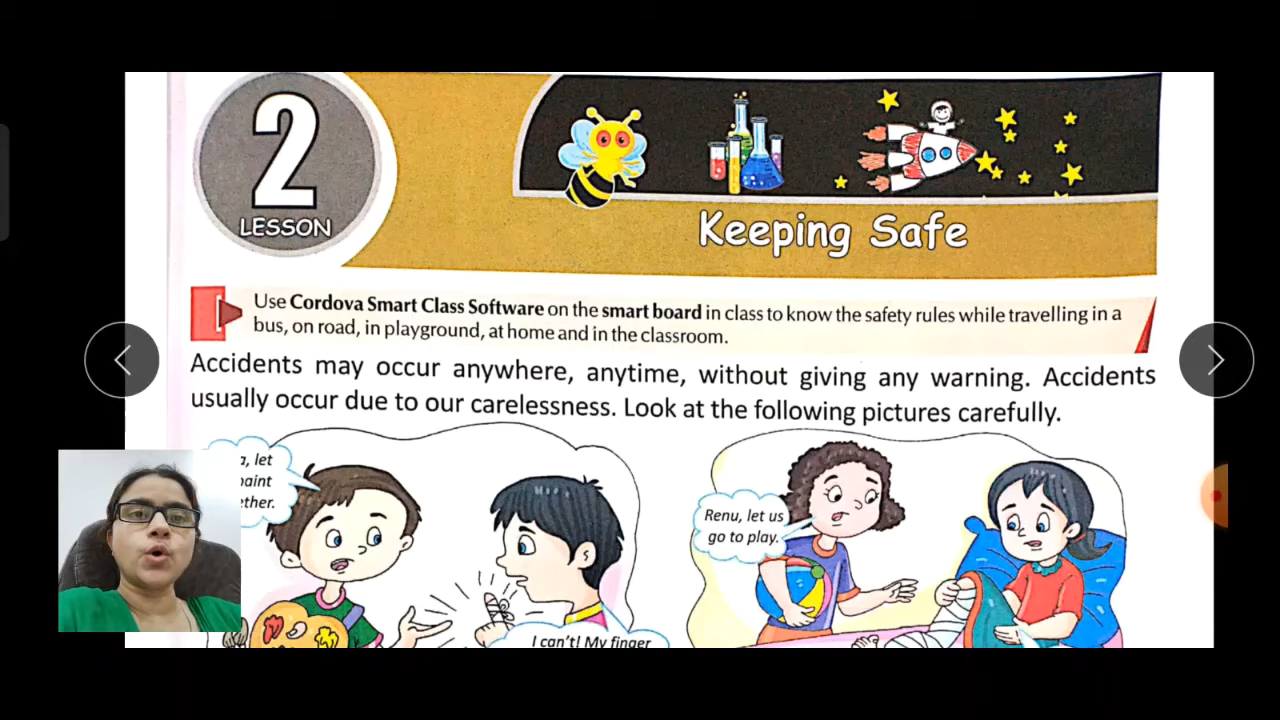 2
LESSON
Keeping Safe
Use Cordova Smart Class Software on the smart board in class to know the safety rules while travelling in a
bus, on road, in playground, at home and in the classroom.
Accidents may occur anywhere, anytime, without giving any warning. Accidents
usually occur due to our carelessness. Look at the following pictures carefully.
let
Renu, let us
go to play.
I can't! My finger